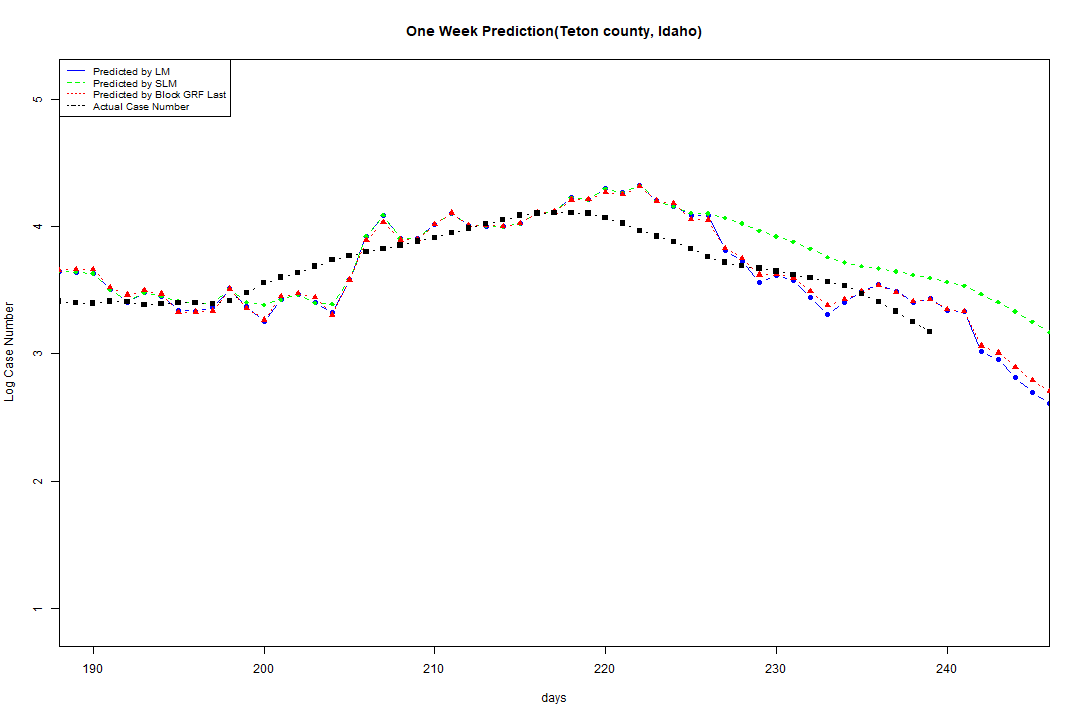 One Week Prediction(Teton county, Idaho)
Predicted by LM
Predicted by SLM
Predicted by Block GRF Last
Actual Case Number
5
4
3
2
1
Log Case Number
190 200 210 220 230 240
days